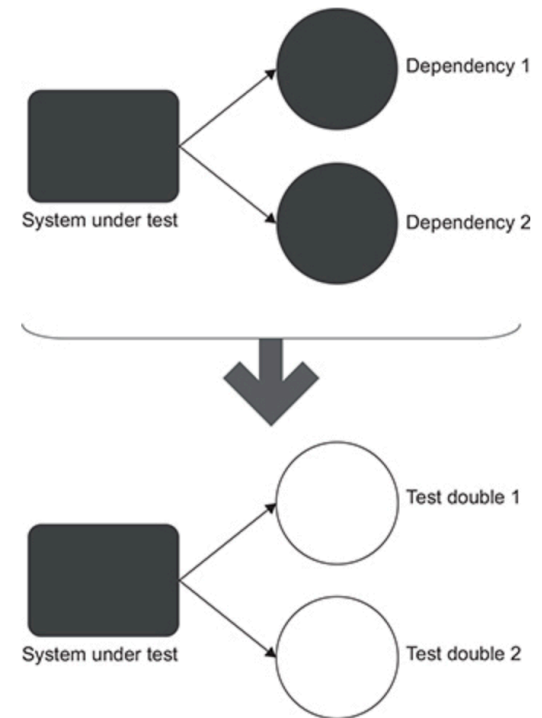 Dependency 1
System under test
Dependency 2
Test double 1
System under test
Test double 2